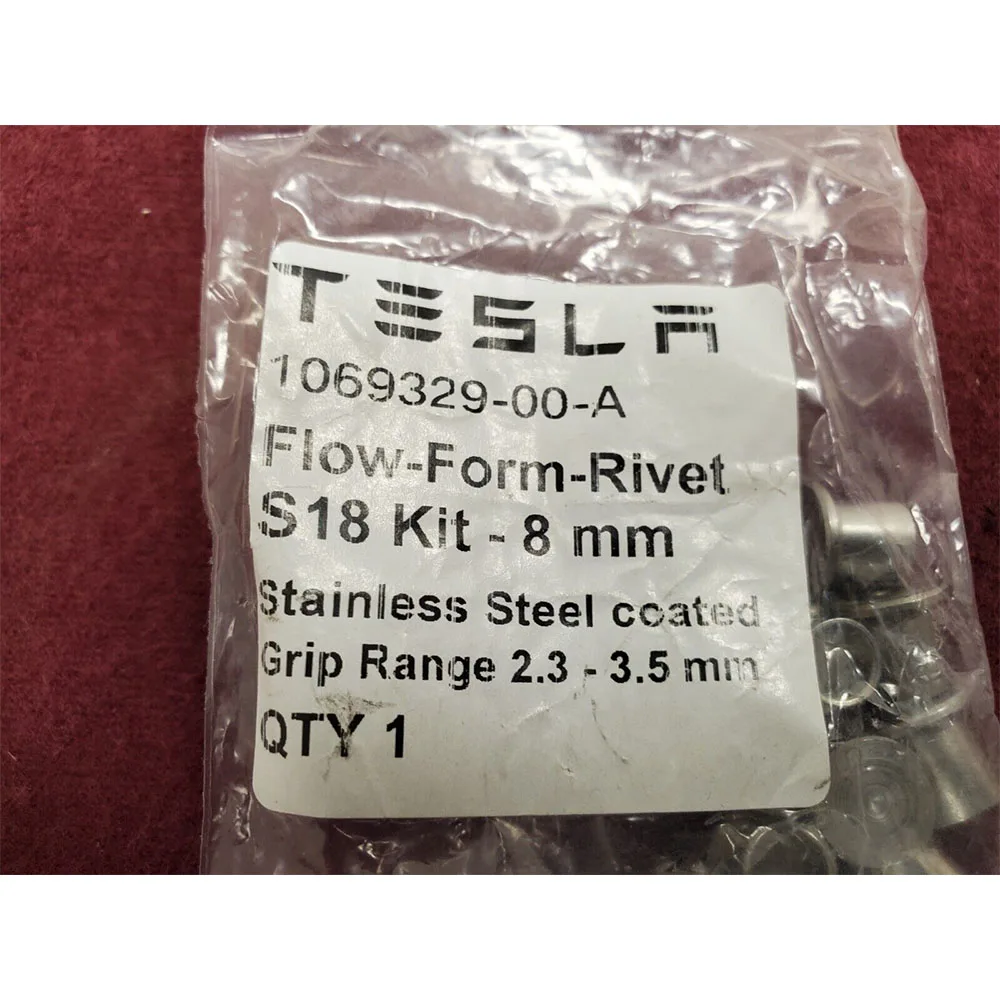 TESLA
1069329-00-A
Flow-Form-Rivet
S18 Kit - 8 mm
Stainless Steel coated
Grip Range 2.3 - 3.5 mm
QTY 1